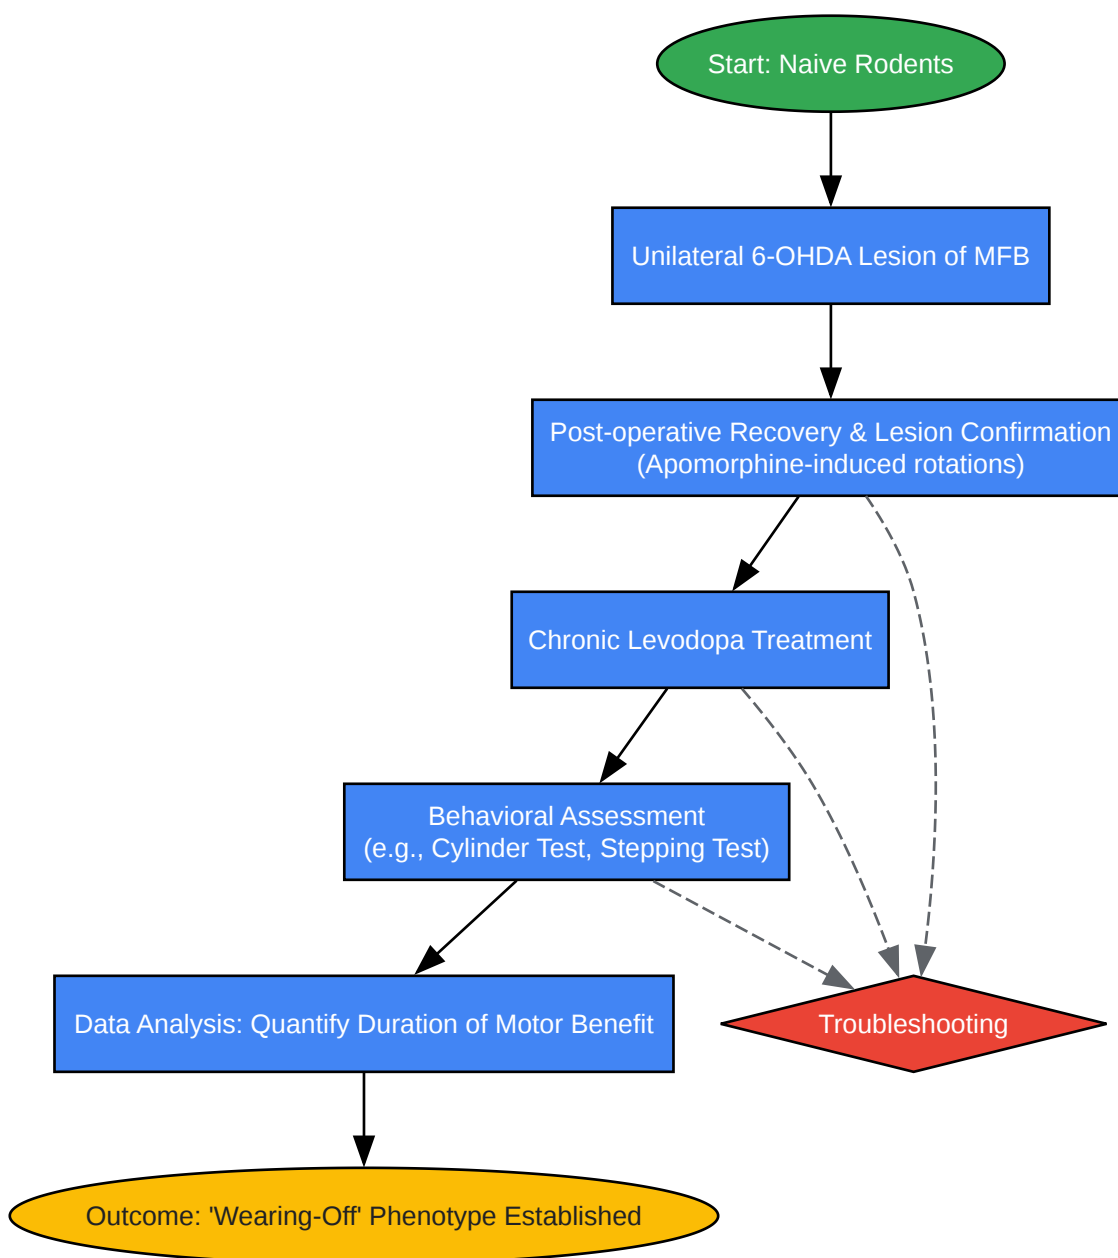 Start: Naive Rodents
Unilateral 6-OHDA Lesion of MFB
Post-operative Recovery & Lesion Confirmation
(Apomorphine-induced rotations)
Chronic Levodopa Treatment
Behavioral Assessment
(e.g., Cylinder Test, Stepping Test)
Data Analysis: Quantify Duration of Motor Benefit
Troubleshooting
Outcome: 'Wearing-Off' Phenotype Established